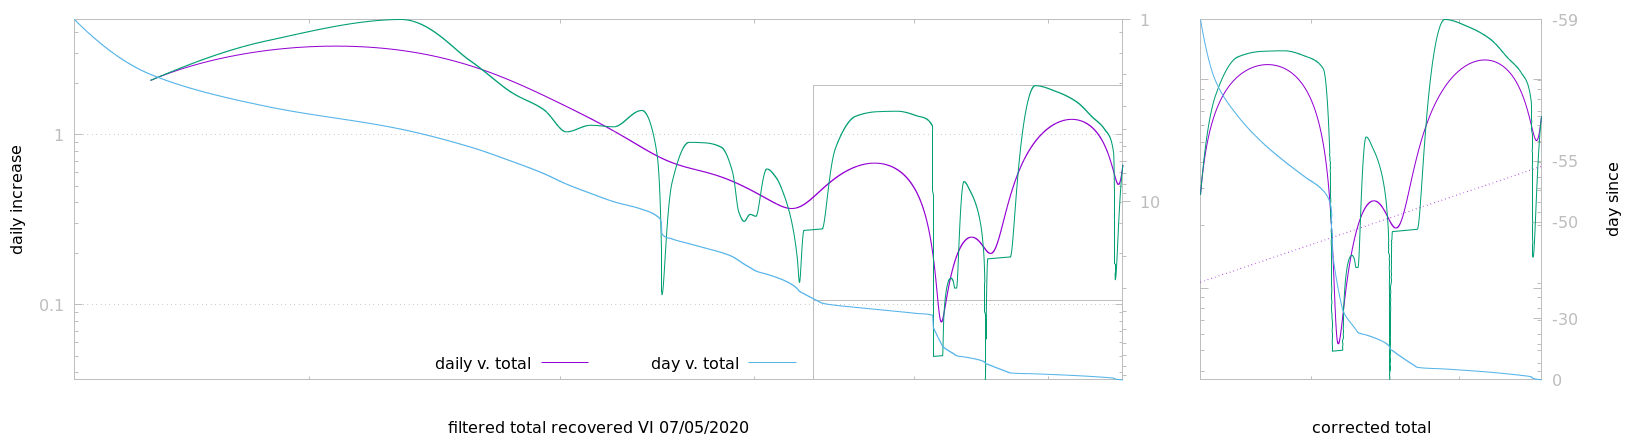 daily increase
1
0.1
daily v. total
day v. total
1
10
filtered total recovered VI 07/05/2020
-59
-55
-50
-30
0
day since
corrected total